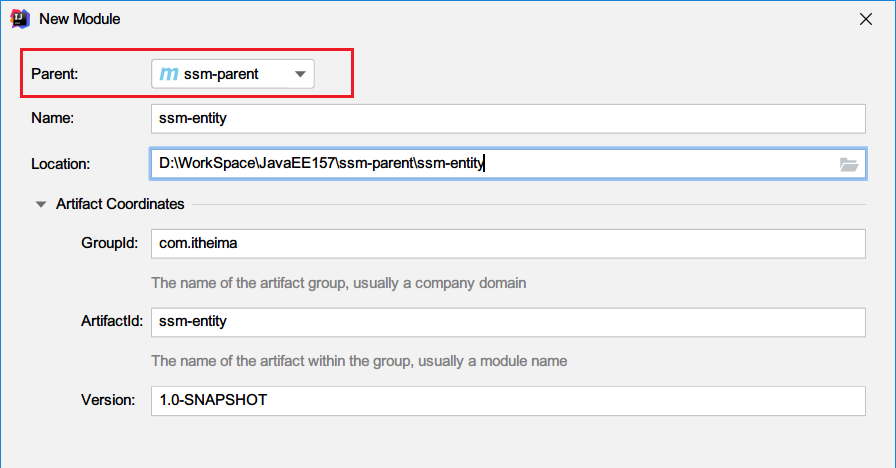 New Module
Parent: m ssm-parent
Name: ssm-entity
Location: D:\WorkSpace\JavaEE157\ssm-parent\ssm-entity
Artifact Coordinates
GroupId: com.itheima
The name of the artifact group, usually a company domain
ArtifactId: ssm-entity
The name of the artifact within the group, usually a module name
Version: 1.0-SNAPSHOT